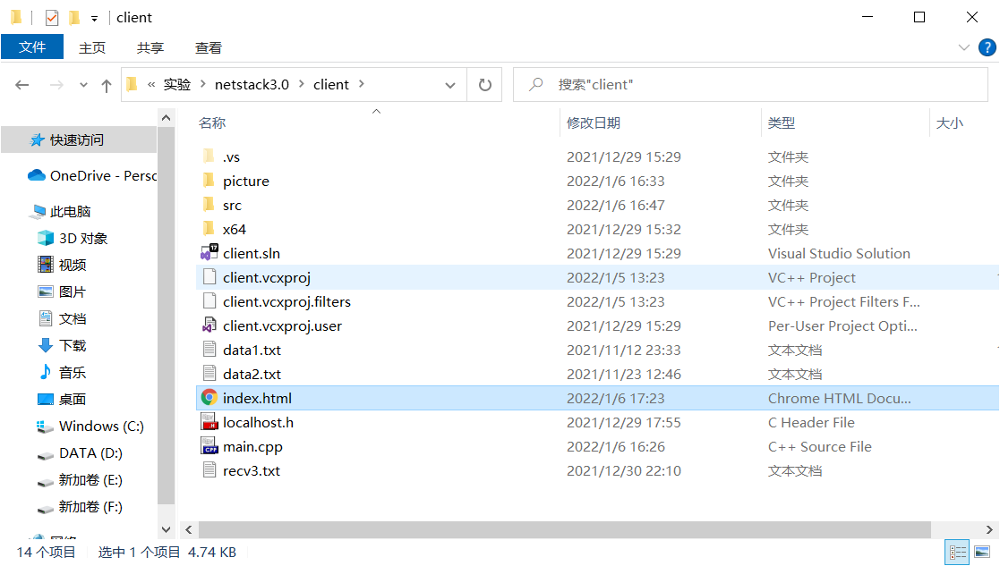 client
文件 主页 共享 查看
« 实验 netstack3.0 client 搜索"client"
名称 修改日期 类型 大小
快速访问
OneDrive - Persc
此电脑
3D 对象
视频
图片
文档
下载
音乐
桌面
Windows (C:)
DATA (D:)
新加卷 (E:)
新加卷 (F:)
.vs 2021/12/29 15:29 文件夹
picture 2022/1/6 16:33 文件夹
src 2022/1/6 16:47 文件夹
x64 2021/12/29 15:32 文件夹
client.sln 2021/12/29 15:29 Visual Studio Solution
client.vcxproj 2022/1/5 13:23 VC++ Project
client.vcxproj.filters 2022/1/5 13:23 VC++ Project Filters F...
client.vcxproj.user 2021/12/29 15:29 Per-User Project Opti...
data1.txt 2021/11/12 23:33 文本文档
data2.txt 2021/11/23 12:46 文本文档
index.html 2022/1/6 17:23 Chrome HTML Docu...
localhost.h 2021/12/29 17:55 C Header File
main.cpp 2022/1/6 16:26 C++ Source File
recv3.txt 2021/12/30 22:10 文本文档
14 个项目 选中 1 个项目 4.74 KB